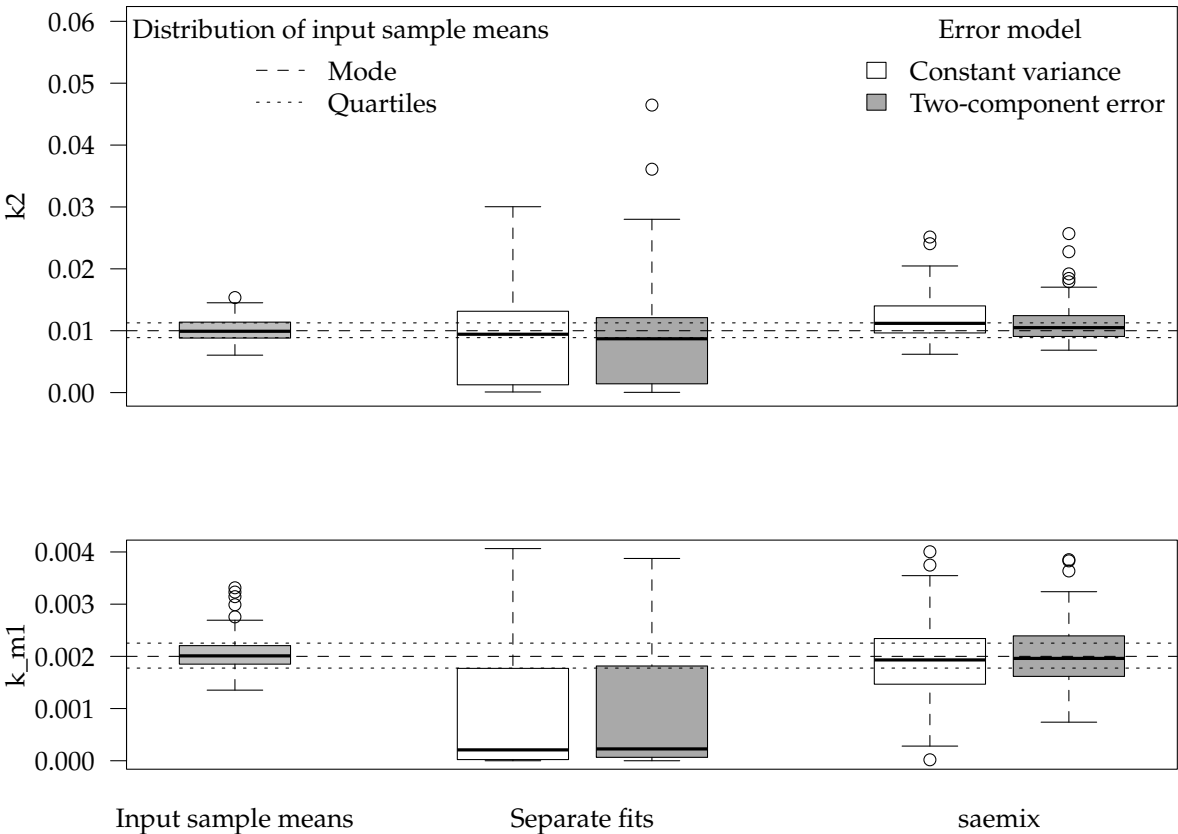 Distribution of input sample means
Mode
Quartiles
Error model
Constant variance
Two-component error
k2
0.06
0.05
0.04
0.03
0.02
0.01
0.00
k_m1
0.004
0.003
0.002
0.001
0.000
Input sample means
Separate fits
saemix